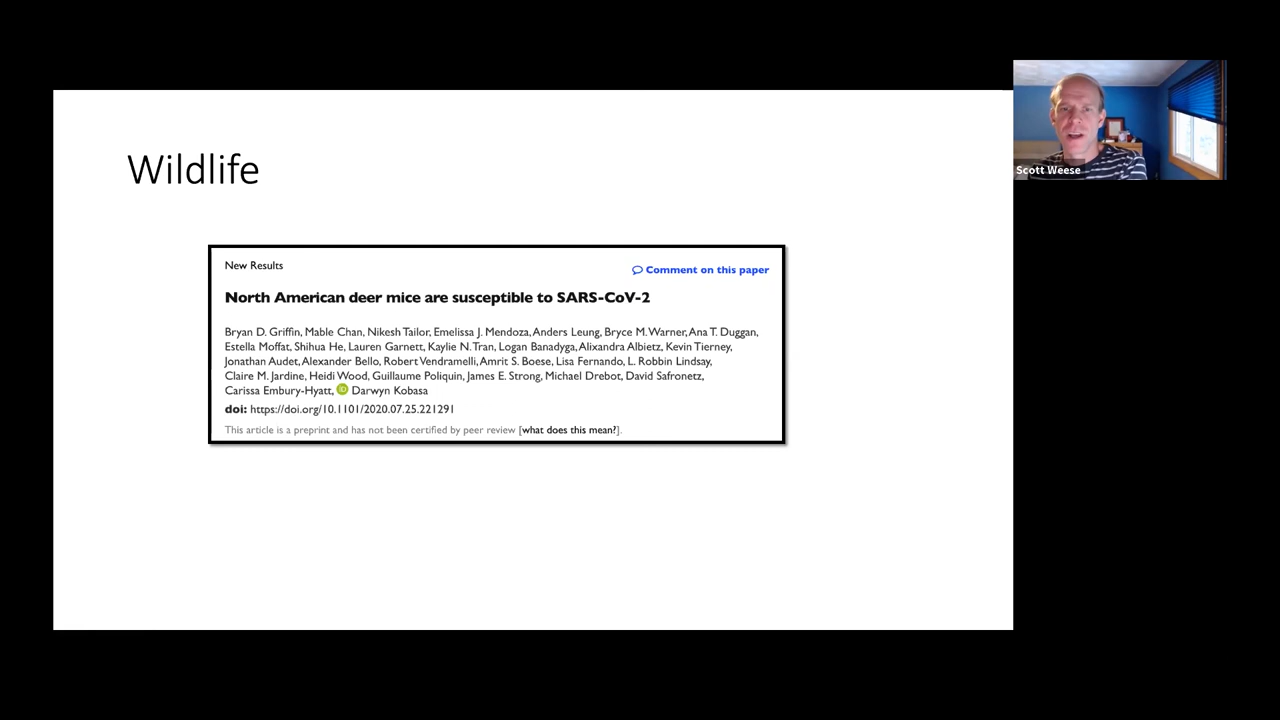 Wildlife
New Results
Comment on this paper
North American deer mice are susceptible to SARS-CoV-2
Bryan D. Griffin, Mable Chan, Nikesh Tailor, Emelissa J. Mendoza, Anders Leung, Bryce M. Warner, Ana T. Duggan,
Estella Moffat, Shihua He, Lauren Garnett, Kaylie N. Tran, Logan Banadyga, Alixandra Albietz, Kevin Tierney,
Jonathan Audet, Alexander Bello, Robert Vendramelli, Amrit S. Boese, Lisa Fernando, L. Robbin Lindsay,
Claire M. Jardine, Heidi Wood, Guillaume Poliquin, James E. Strong, Michael Drebot, David Safronetz,
Carissa Embury-Hyatt, iD Darwyn Kobasa
doi: https://doi.org/10.1101/2020.07.25.221291
This article is a preprint and has not been certified by peer review [what does this mean?].
Scott Weese